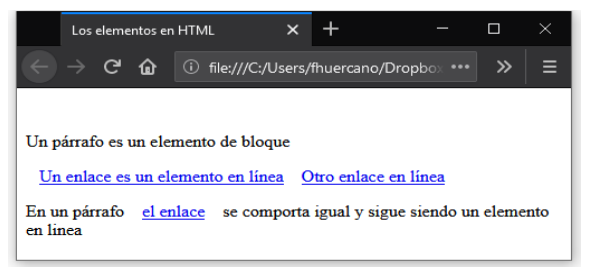 Los elementos en HTML
file:///C:/Users/fhuercano/Dropbox
Un párrafo es un elemento de bloque
Un enlace es un elemento en línea Otro enlace en línea
En un párrafo el enlace se comporta igual y sigue siendo un elemento
en línea